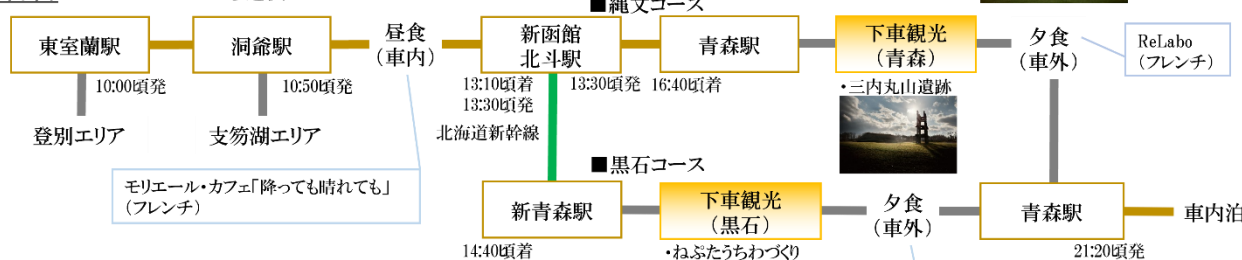 ■縄文コース
東室蘭駅
洞爺駅
昼食
(車内)
新函館
北斗駅
青森駅
下車観光
(青森)
夕食
(車外)
ReLabo
(フレンチ)
10:00頃発
10:50頃発
13:10頃着
13:30頃発
13:30頃発
16:40頃着
・三内丸山遺跡
登別エリア
支笏湖エリア
北海道新幹線
モリエール・カフェ「降っても晴れても」
(フレンチ)
■黒石コース
新青森駅
下車観光
(黒石)
夕食
(車外)
青森駅
車内泊
14:40頃着
・ねぷたうちわづくり
21:20頃発